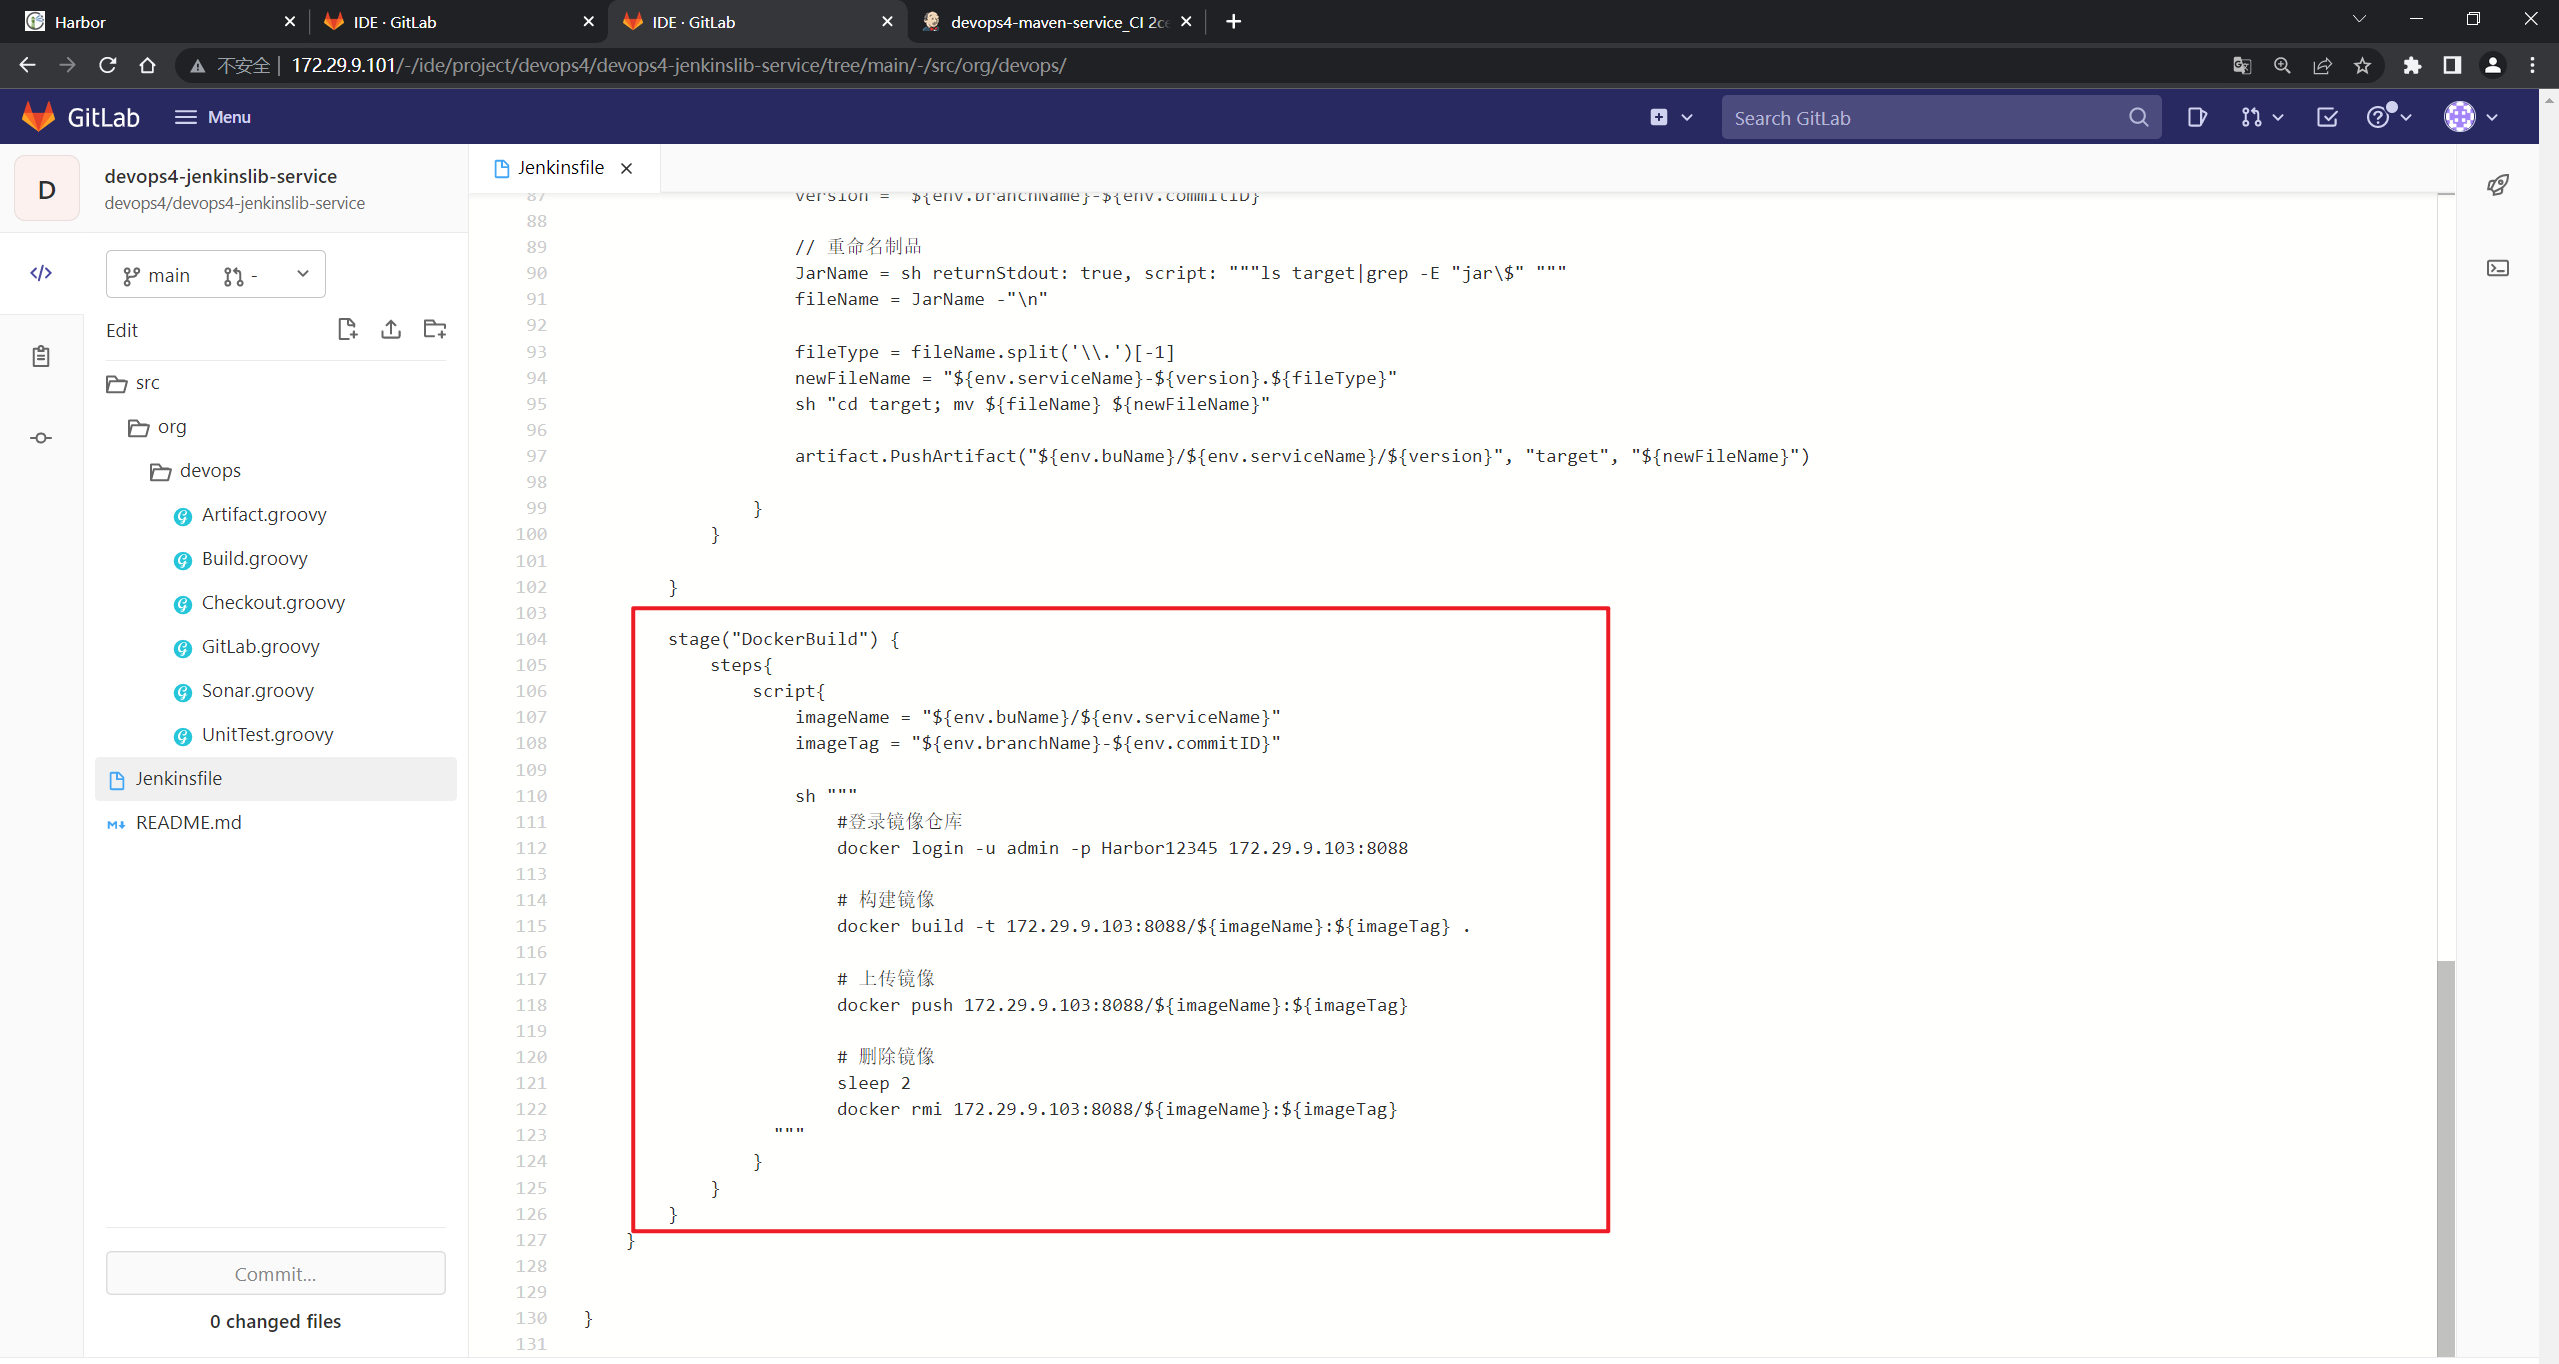 Harbor
IDE · GitLab
IDE · GitLab
devops4-maven-service_CI 2ce
不安全 172.29.9.101/-/ide/project/devops4/devops4-jenkinslib-service/tree/main/-/src/org/devops/
GitLab
Menu
Search GitLab
D
devops4-jenkinslib-service
devops4/devops4-jenkinslib-service
main
-
Edit
src
org
devops
Artifact.groovy
Build.groovy
Checkout.groovy
GitLab.groovy
Sonar.groovy
UnitTest.groovy
Jenkinsfile
README.md
Commit...
0 changed files
Jenkinsfile
87 version = "${env.branchName}-${env.commitID}"
88
89 // 重命名制品
90 JarName = sh returnStdout: true, script: """ls target|grep -E "jar\$" """
91 fileName = JarName -"\n"
92
93 fileType = fileName.split('\\.')[-1]
94 newFileName = "${env.serviceName}-${version}.${fileType}"
95 sh "cd target; mv ${fileName} ${newFileName}"
96
97 artifact.PushArtifact("${env.buName}/${env.serviceName}/${version}", "target", "${newFileName}")
98
99 }
100 }
101
102 }
103
104 stage("DockerBuild") {
105 steps{
106 script{
107 imageName = "${env.buName}/${env.serviceName}"
108 imageTag = "${env.branchName}-${env.commitID}"
109
110 sh """
111 #登录镜像仓库
112 docker login -u admin -p Harbor12345 172.29.9.103:8088
113
114 # 构建镜像
115 docker build -t 172.29.9.103:8088/${imageName}:${imageTag} .
116
117 # 上传镜像
118 docker push 172.29.9.103:8088/${imageName}:${imageTag}
119
120 # 删除镜像
121 sleep 2
122 docker rmi 172.29.9.103:8088/${imageName}:${imageTag}
123 """
124 }
125 }
126 }
127 }
128
129
130 }
131